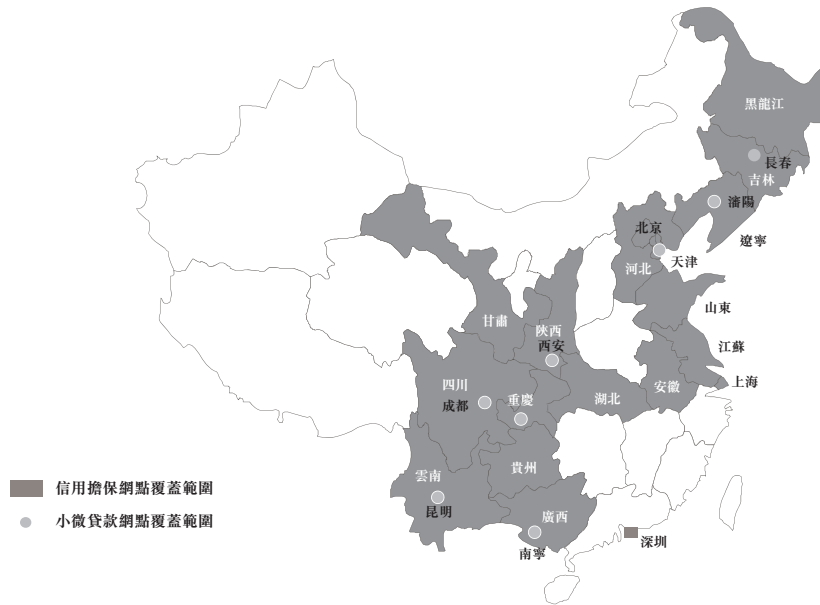 黑龍江
長春
吉林
瀋陽
遼寧
北京
天津
河北
山東
甘肅
陝西
西安
江蘇
上海
安徽
四川
成都
重慶
湖北
貴州
雲南
昆明
廣西
南寧
深圳
信用擔保網點覆蓋範圍
小微貸款網點覆蓋範圍